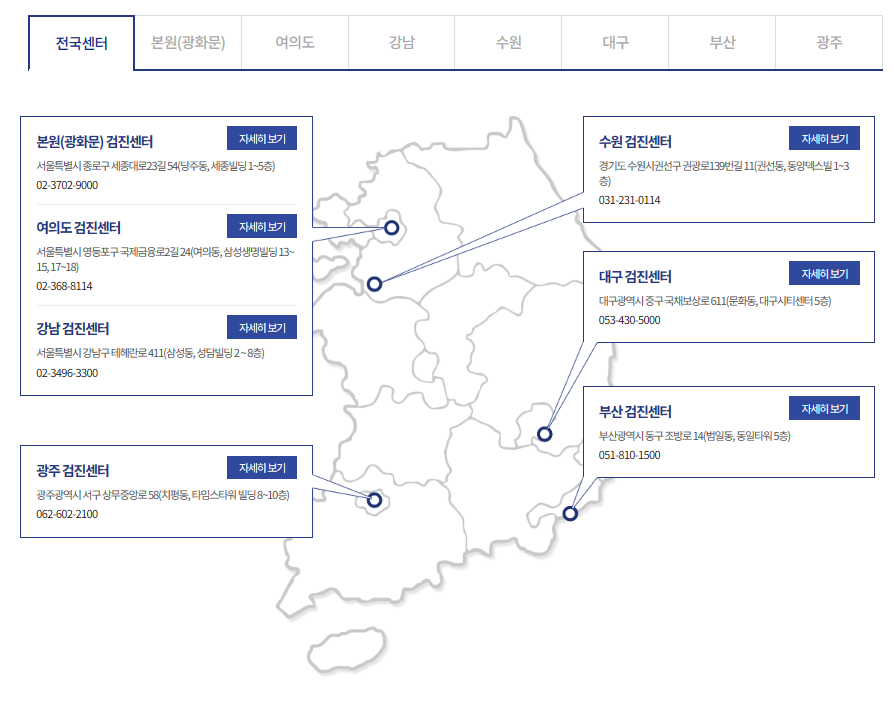 전국센터
본원(광화문)
여의도
강남
수원
대구
부산
광주
본원(광화문) 검진센터
자세히 보기
서울특별시 종로구 세종대로23길 54(당주동, 세종빌딩 1~5층)
02-3702-9000
여의도 검진센터
자세히 보기
서울특별시 영등포구 국제금융로2길 24(여의동, 삼성생명빌딩 13~
15, 17~18)
02-368-8114
강남 검진센터
자세히 보기
서울특별시 강남구 테헤란로 411(삼성동, 성담빌딩 2 ~ 8층)
02-3496-3300
광주 검진센터
자세히 보기
광주광역시 서구 상무중앙로 58(치평동, 타임스타워 빌딩 8~10층)
062-602-2100
수원 검진센터
자세히 보기
경기도 수원시 권선구 권광로139번길 11(권선동, 동양덱스빌 1~3
층)
031-231-0114
대구 검진센터
자세히 보기
대구광역시 중구 국채보상로 611(문화동, 대구시티센터 5층)
053-430-5000
부산 검진센터
자세히 보기
부산광역시 동구 조방로 14(범일동, 동일타워 5층)
051-810-1500